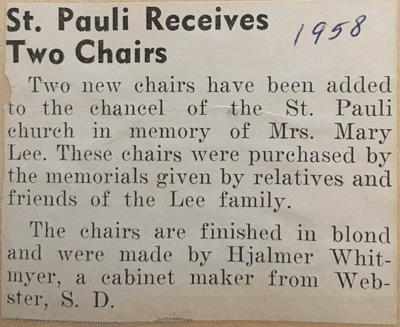 St. Pauli Receives
Two Chairs
1958
Two new chairs have been added
to the chancel of the St. Pauli
church in memory of Mrs. Mary
Lee. These chairs were purchased by
the memorials given by relatives and
friends of the Lee family.
The chairs are finished in blond
and were made by Hjalmer Whit-
myer, a cabinet maker from Web-
ster, S. D.